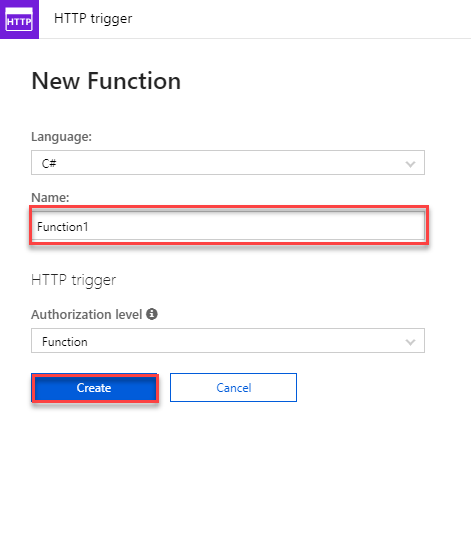 HTTP
HTTP trigger
New Function
Language:
C#
Name:
Function1
HTTP trigger
Authorization level
Function
Create
Cancel